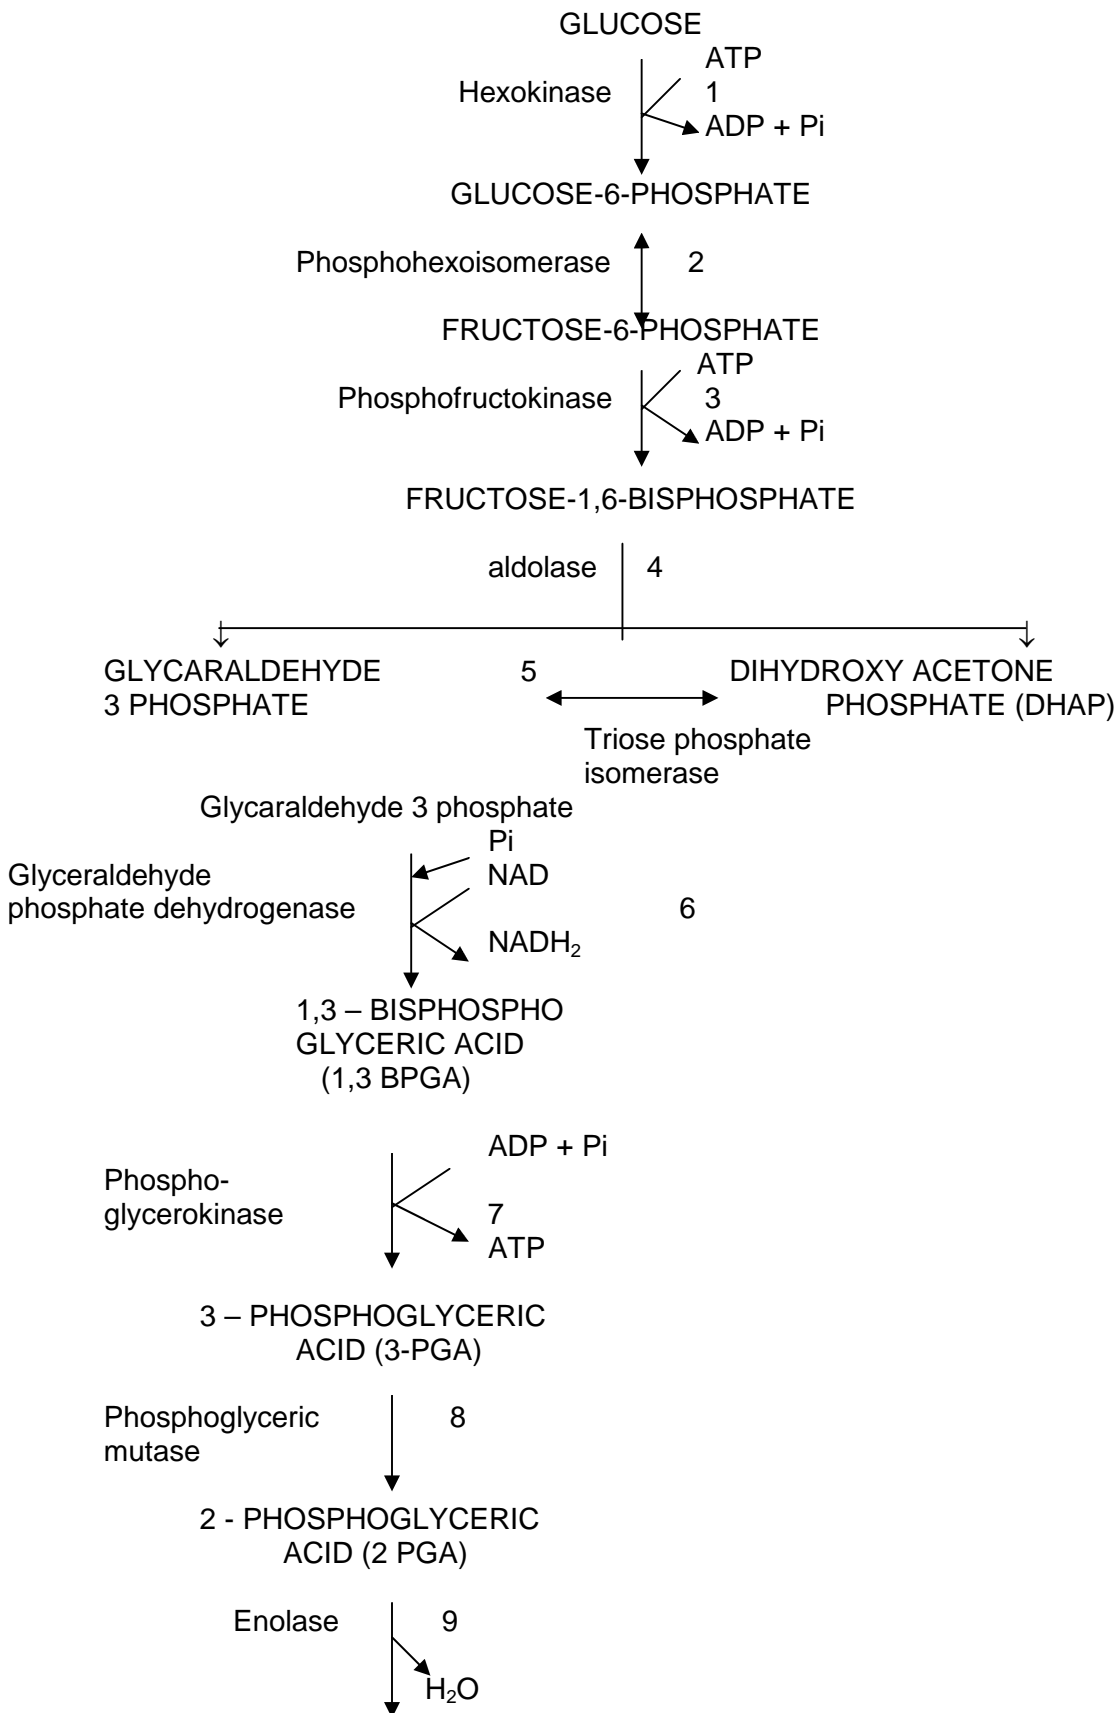 GLUCOSE
ATP
Hexokinase 1
ADP + Pi
GLUCOSE-6-PHOSPHATE
Phosphohexoisomerase 2
FRUCTOSE-6-PHOSPHATE
ATP
Phosphofructokinase 3
ADP + Pi
FRUCTOSE-1,6-BISPHOSPHATE
aldolase 4
GLYCARALDEHYDE 5 DIHYDROXY ACETONE
3 PHOSPHATE PHOSPHATE (DHAP)
Triose phosphate
isomerase
Glycaraldehyde 3 phosphate
Pi
Glyceraldehyde NAD
phosphate dehydrogenase 6
NADH₂
1,3 – BISPHOSPHO
GLYCERIC ACID
(1,3 BPGA)
ADP + Pi
Phospho-
glycerokinase 7
ATP
3 – PHOSPHOGLYCERIC
ACID (3-PGA)
Phosphoglyceric 8
mutase
2 - PHOSPHOGLYCERIC
ACID (2 PGA)
Enolase 9
H₂O